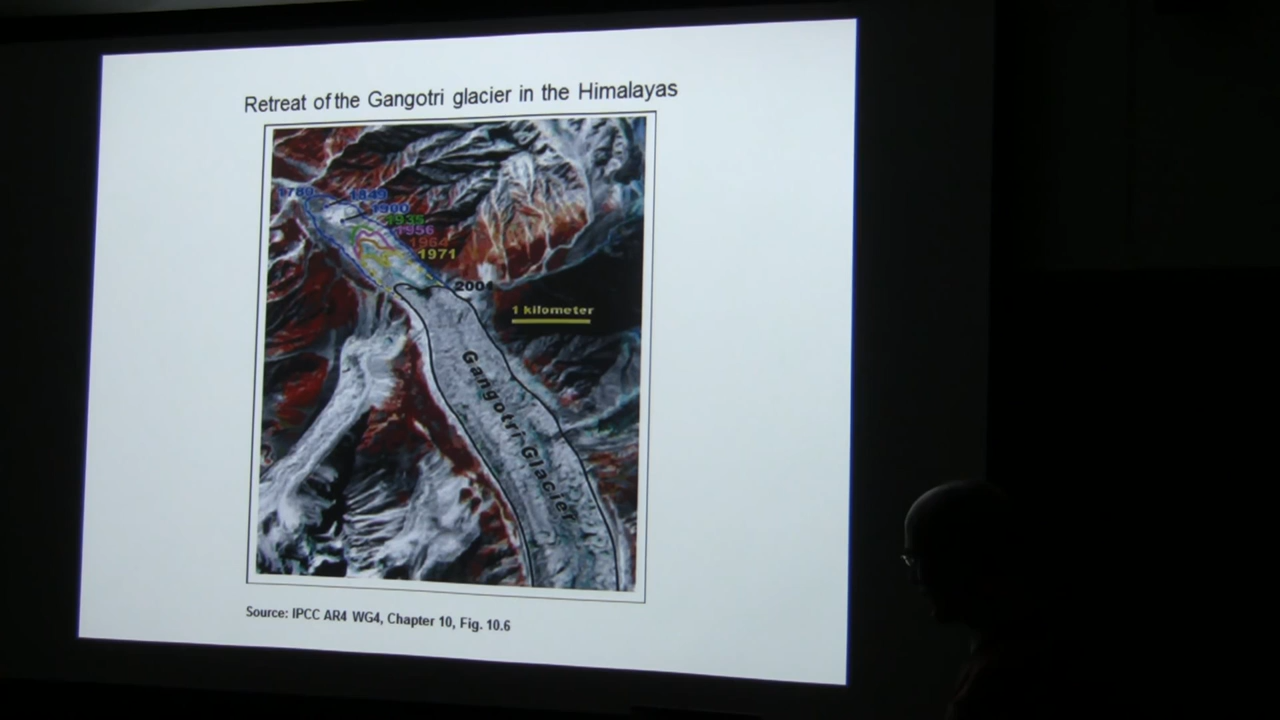 Retreat of the Gangotri glacier in the Himalayas
1780
1849
1900
1935
1956
1964
1971
2001
1 kilometer
Gangotri Glacier
Source: IPCC AR4 WG4, Chapter 10, Fig. 10.6